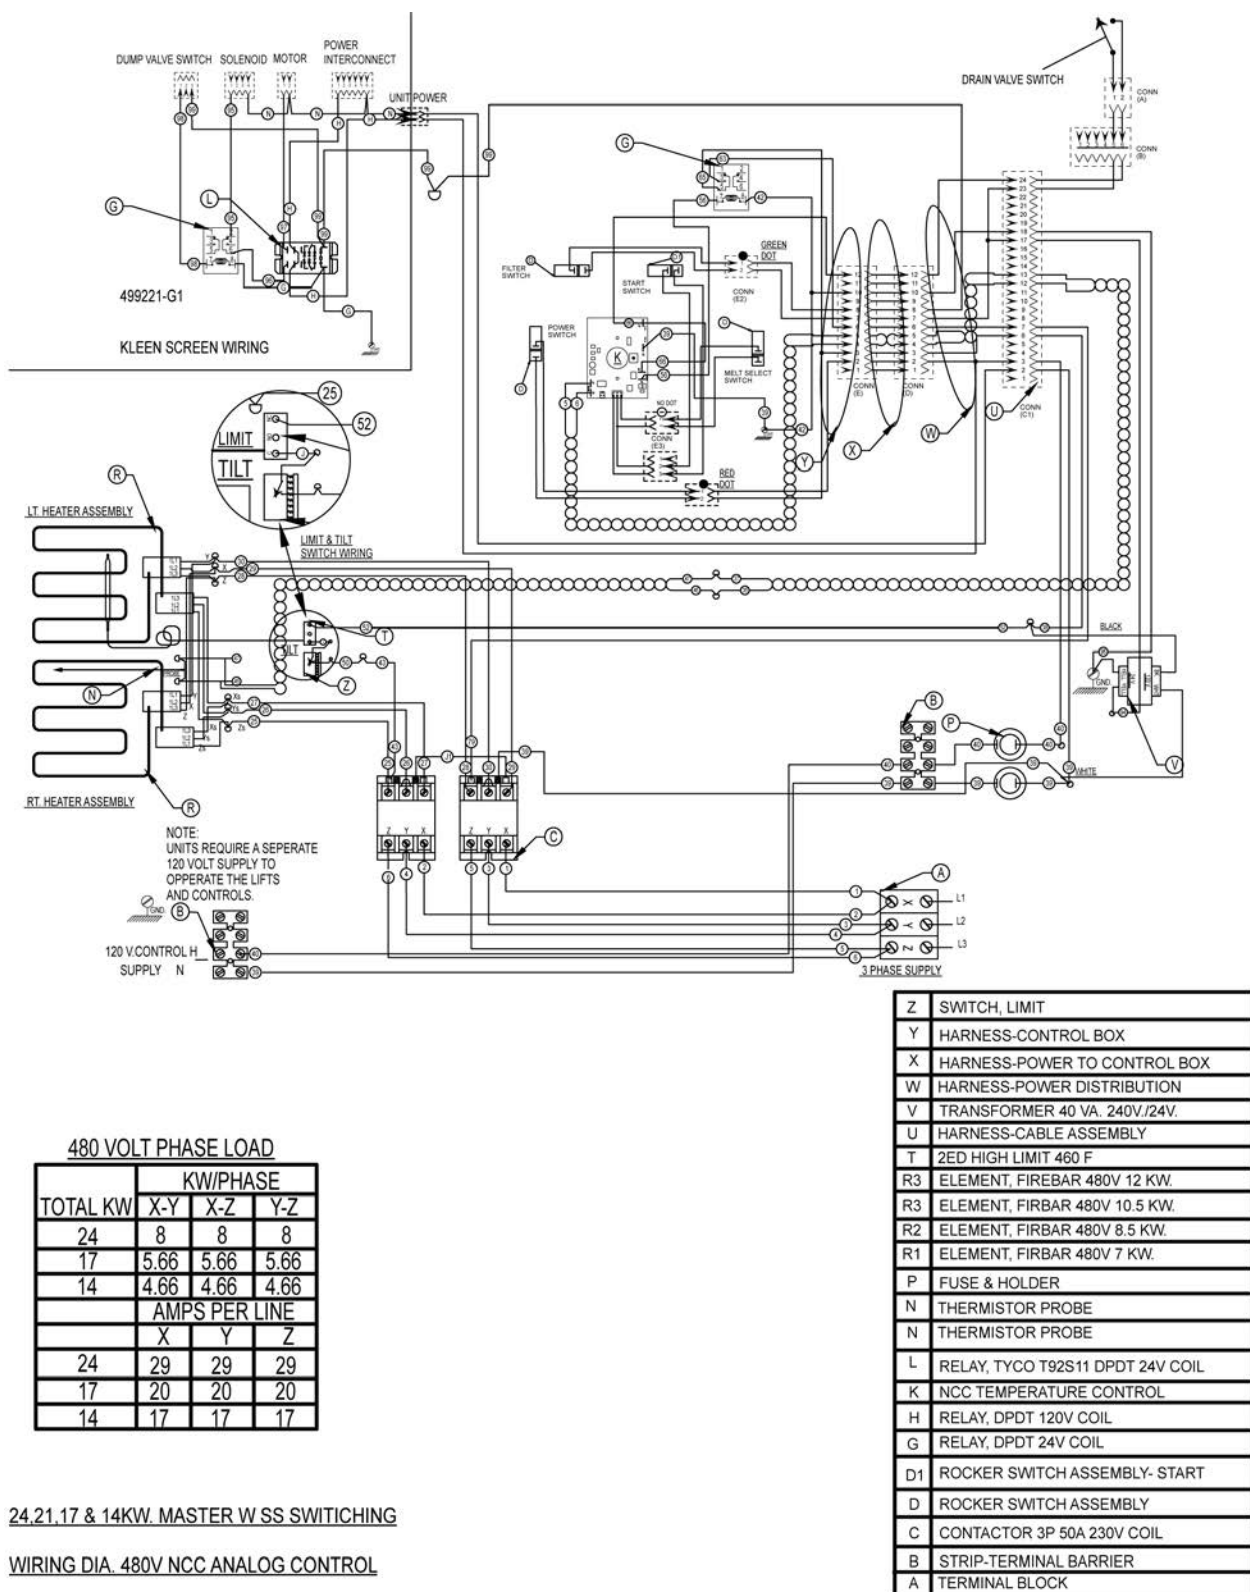 DUMP VALVE SWITCH SOLENOID MOTOR POWER INTERCONNECT
UNIT POWER
G
L
499221-G1
KLEEN SCREEN WIRING
DRAIN VALVE SWITCH
CONN (A)
CONN (B)
G
FILTER SWITCH
START SWITCH
GREEN DOT
CONN (E2)
POWER SWITCH
K
MELT SELECT SWITCH
NO DOT
CONN (E3)
RED DOT
CONN (E)
CONN (D)
CONN (C1)
Y
X
W
U
25
52
LIMIT
TILT
R
LT. HEATER ASSEMBLY
LIMIT & TILT
SWITCH WIRING
T
TILT
Z
N
PROBE
BLACK
GND.
B
P
V
WHITE
RT. HEATER ASSEMBLY
R
Z Y X
Z Y X
C
NOTE:
UNITS REQUIRE A SEPERATE
120 VOLT SUPPLY TO
OPPERATE THE LIFTS
AND CONTROLS.
GND.
B
120 V.CONTROL H
SUPPLY N
A
X L1
Y L2
Z L3
3 PHASE SUPPLY
Z SWITCH, LIMIT
Y HARNESS-CONTROL BOX
X HARNESS-POWER TO CONTROL BOX
W HARNESS-POWER DISTRIBUTION
V TRANSFORMER 40 VA. 240V./24V.
U HARNESS-CABLE ASSEMBLY
T 2ED HIGH LIMIT 460 F
R3 ELEMENT, FIREBAR 480V 12 KW.
R3 ELEMENT, FIRBAR 480V 10.5 KW.
R2 ELEMENT, FIRBAR 480V 8.5 KW.
R1 ELEMENT, FIRBAR 480V 7 KW.
P FUSE & HOLDER
N THERMISTOR PROBE
N THERMISTOR PROBE
L RELAY, TYCO T92S11 DPDT 24V COIL
K NCC TEMPERATURE CONTROL
H RELAY, DPDT 120V COIL
G RELAY, DPDT 24V COIL
D1 ROCKER SWITCH ASSEMBLY- START
D ROCKER SWITCH ASSEMBLY
C CONTACTOR 3P 50A 230V COIL
B STRIP-TERMINAL BARRIER
A TERMINAL BLOCK
480 VOLT PHASE LOAD
KW/PHASE
TOTAL KW X-Y X-Z Y-Z
24 8 8 8
17 5.66 5.66 5.66
14 4.66 4.66 4.66
AMPS PER LINE
X Y Z
24 29 29 29
17 20 20 20
14 17 17 17
24,21,17 & 14KW. MASTER W SS SWITICHING
WIRING DIA. 480V NCC ANALOG CONTROL